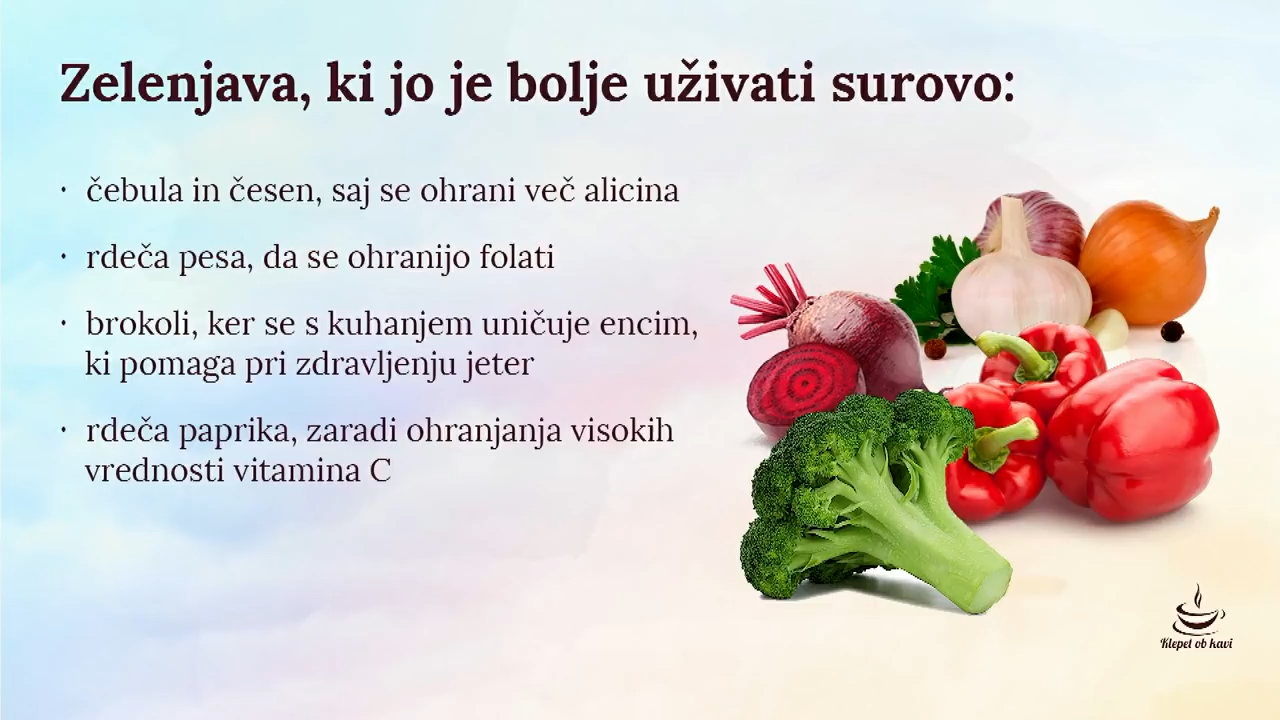 Zelenjava, ki jo je bolje uživati surovo:
· čebula in česen, saj se ohrani več alicina
· rdeča pesa, da se ohranijo folati
· brokoli, ker se s kuhanjem uničuje encim,
ki pomaga pri zdravljenju jeter
· rdeča paprika, zaradi ohranjanja visokih
vrednosti vitamina C
Klepet ob kavi